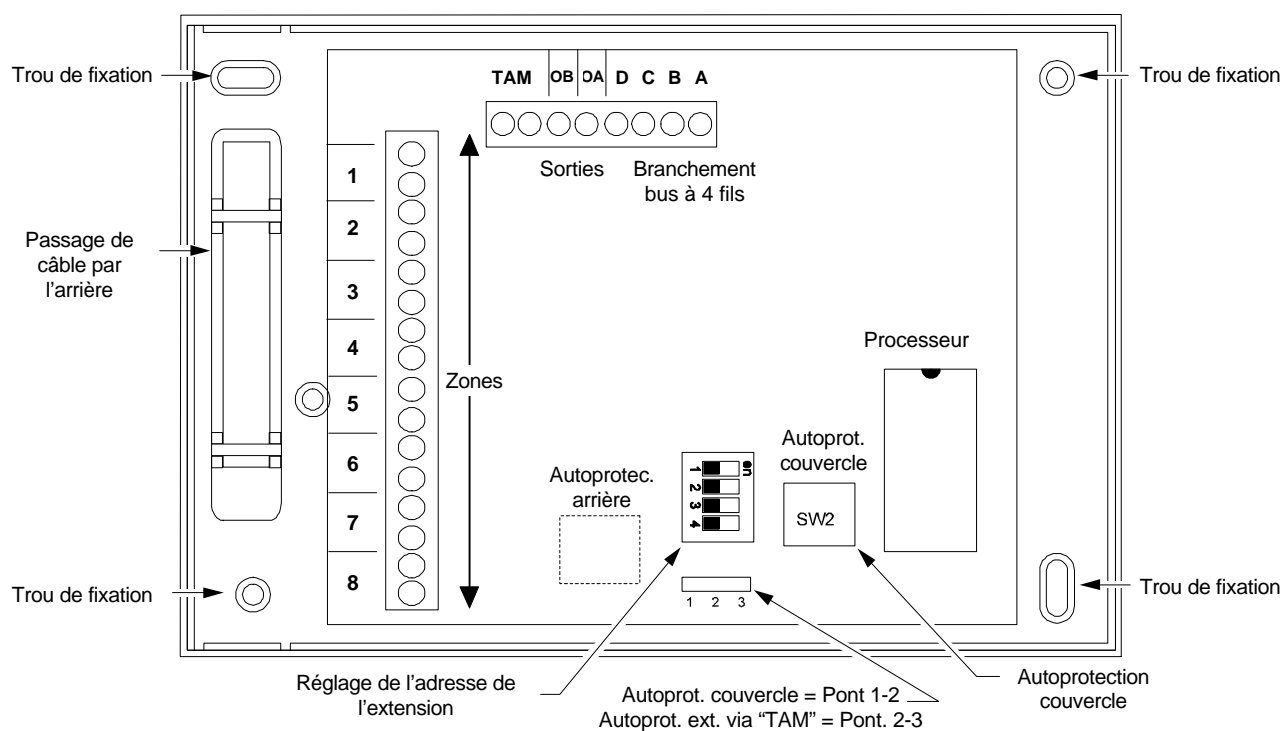 Trou de fixation
TAM OB OA D C B A
Trou de fixation
Sorties
Branchement
bus à 4 fils
1
2
3
4
5
6
7
8
Passage de
câble par
l'arrière
Zones
Processeur
Autoprot.
couvercle
Autoprotec.
arrière
on
1
2
3
4
SW2
Trou de fixation
1 2 3
Trou de fixation
Réglage de l'adresse de
l'extension
Autoprot. couvercle = Pont 1-2
Autoprot. ext. via “TAM” = Pont. 2-3
Autoprotection
couvercle